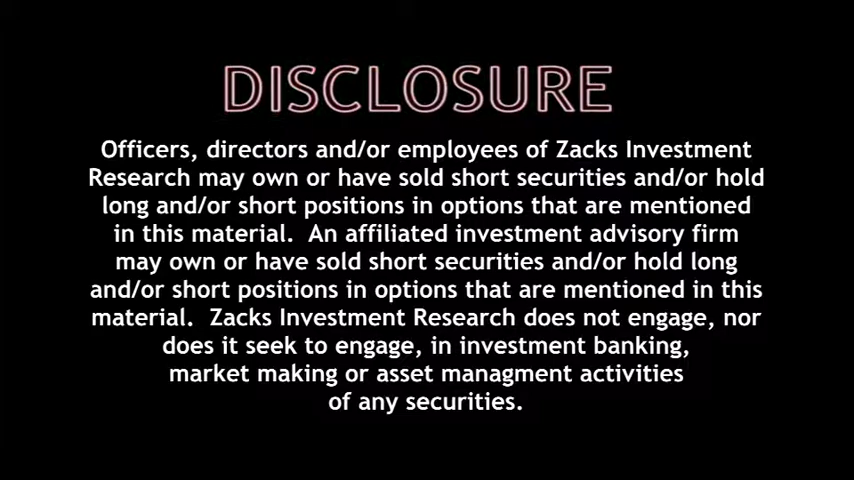 DISCLOSURE
Officers, directors and/or employees of Zacks Investment
Research may own or have sold short securities and/or hold
long and/or short positions in options that are mentioned
in this material.  An affiliated investment advisory firm
may own or have sold short securities and/or hold long
and/or short positions in options that are mentioned in this
material.  Zacks Investment Research does not engage, nor
does it seek to engage, in investment banking,
market making or asset managment activities
of any securities.